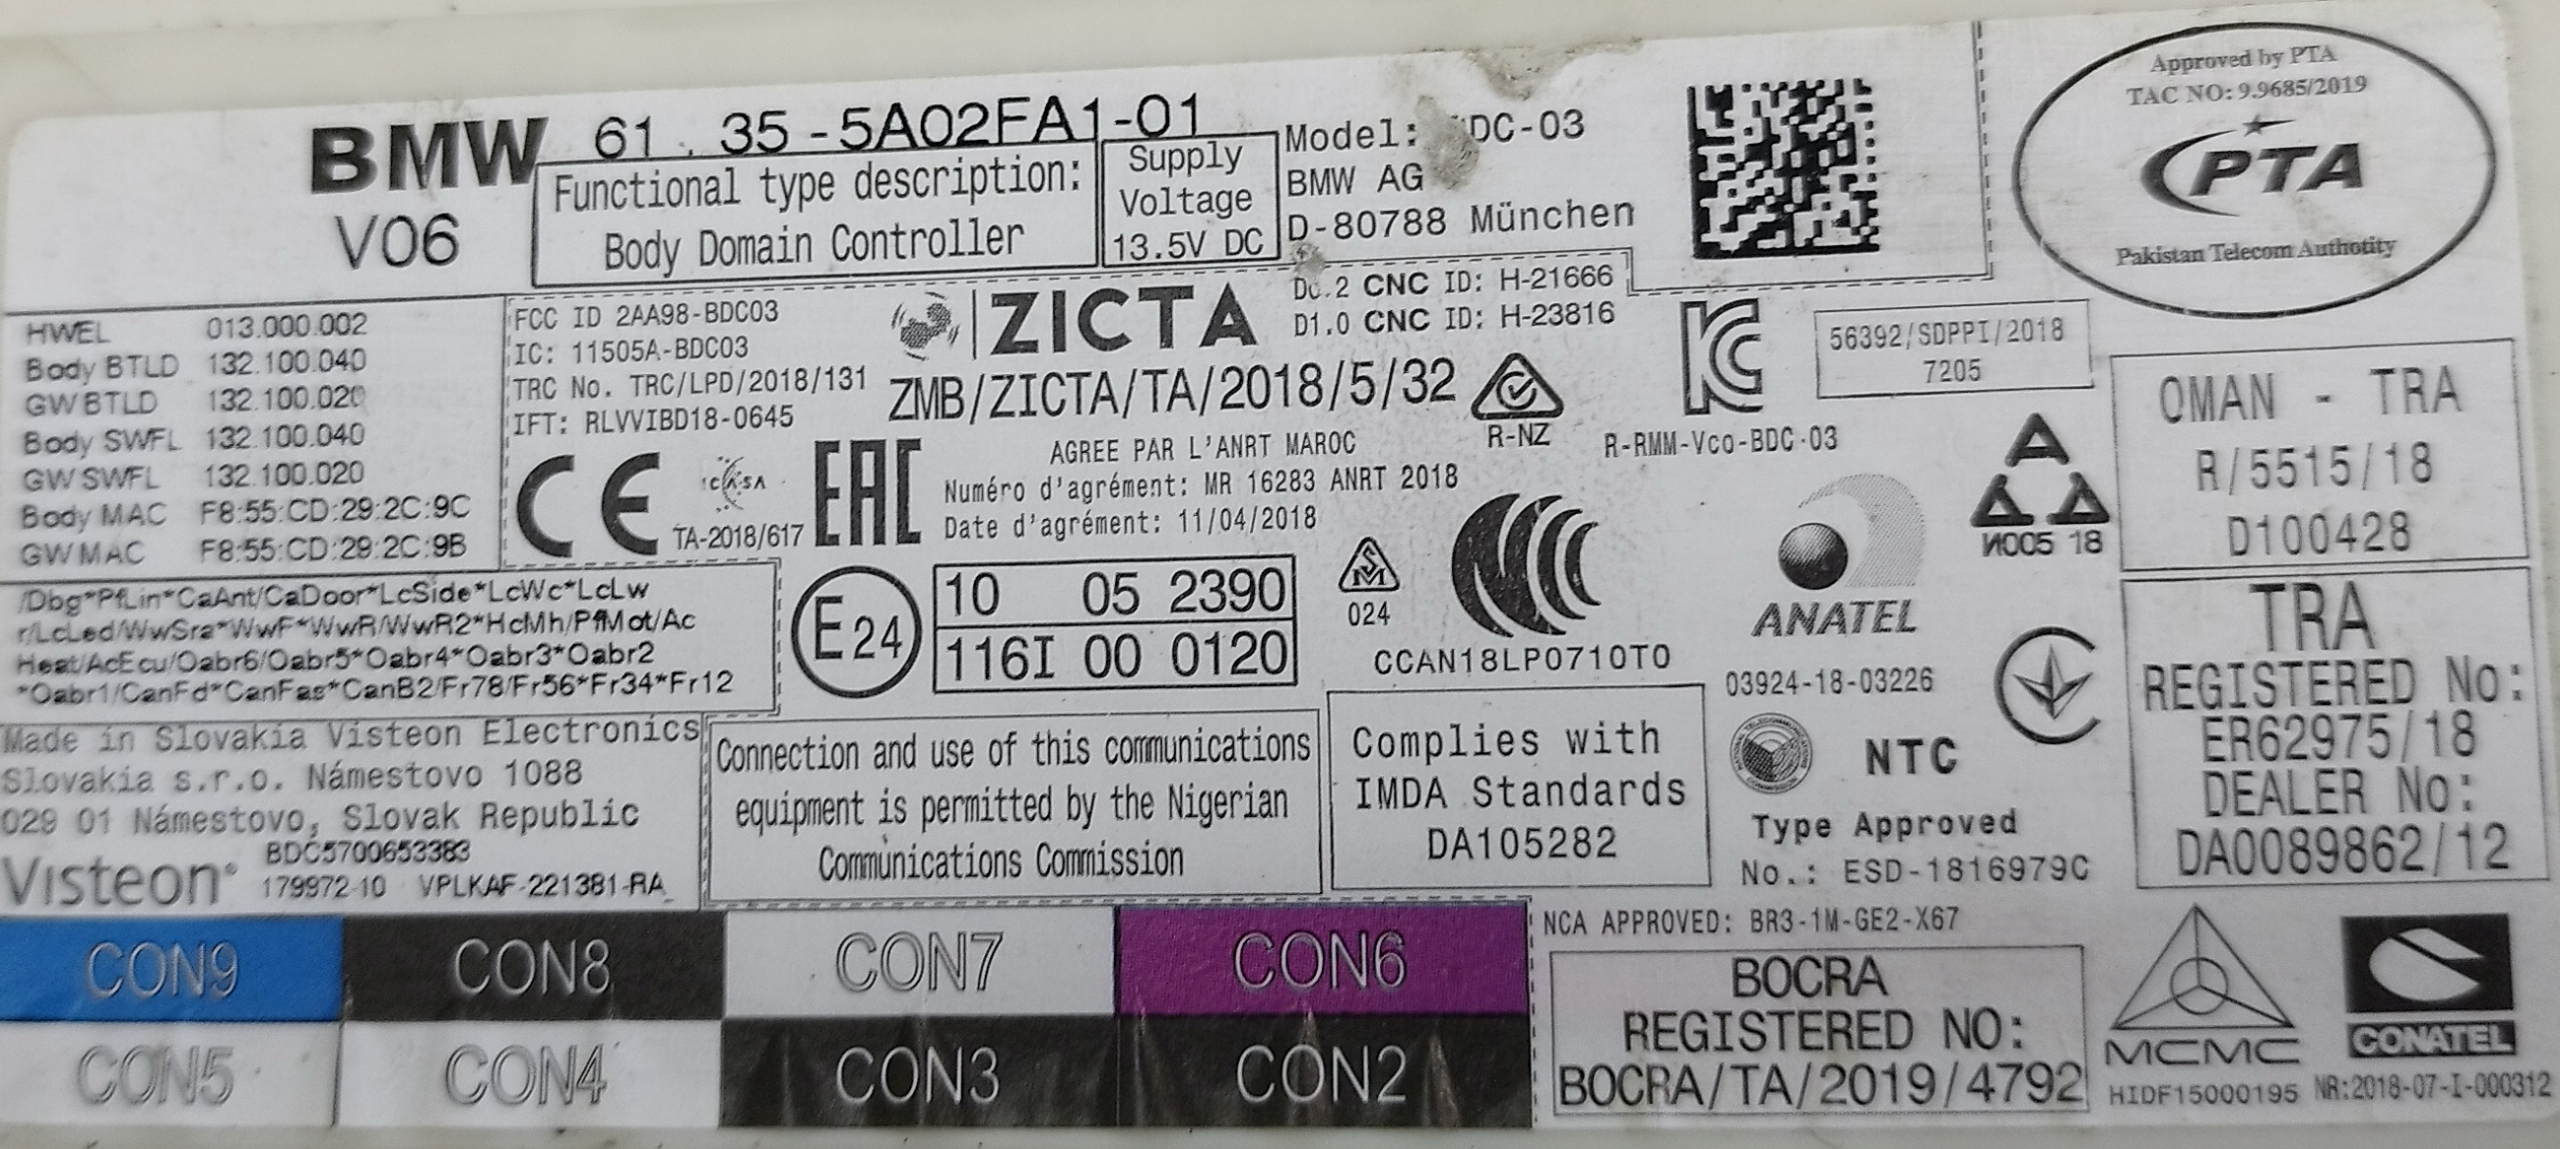 BMW 61.35-5A02FA1-01
V06
Functional type description:
Body Domain Controller
Supply
Voltage
13.5V DC
Model: DC-03
BMW AG
D-80788 München
Approved by PTA
TAC NO: 9.9685/2019
PTA
Pakistan Telecom Authotity
HWEL 013.000.002
Body BTLD 132.100.040
GW BTLD 132.100.020
Body SWFL 132.100.040
GW SWFL 132.100.020
Body MAC F8:55:CD:29:2C:9C
GW MAC F8:55:CD:29:2C:9B
FCC ID 2AA98-BDC03
IC: 11505A-BDC03
TRC No. TRC/LPD/2018/131
IFT: RLVVIBD18-0645
ZICTA
ZMB/ZICTA/TA/2018/5/32
D0.2 CNC ID: H-21666
D1.0 CNC ID: H-23816
R-NZ
R-RMM-Vco-BDC-03
56392/SDPPI/2018
7205
OMAN - TRA
R/5515/18
D100428
CE
ICASA
TA-2018/617
EAC
AGREE PAR L'ANRT MAROC
Numéro d'agrément: MR 16283 ANRT 2018
Date d'agrément: 11/04/2018
ANATEL
03924-18-03226
И005 18
/Dbg*PfLin*CaAnt/CaDoor*LcSide*LcWc*LcLw
r/LcLed/WwSra*WwF*WwR/WwR2*HcMh/PfMot/Ac
Heat/AcEcu/Oabr6/Oabr5*Oabr4*Oabr3*Oabr2
*Oabr1/CanFd*CanFas*CanB2/Fr78/Fr56*Fr34*Fr12
E24
10 05 2390
116I 00 0120
SM
024
CCAN18LP0710T0
TRA
REGISTERED No:
ER62975/18
DEALER No:
DA0089862/12
Made in Slovakia Visteon Electronics
Slovakia s.r.o. Námestovo 1088
029 01 Námestovo, Slovak Republic
Visteon
BDC5700653383
179972-10 VPLKAF-221381-RA
Connection and use of this communications
equipment is permitted by the Nigerian
Communications Commission
Complies with
IMDA Standards
DA105282
NTC
Type Approved
No.: ESD-1816979C
CON9 CON8 CON7 CON6
CON5 CON4 CON3 CON2
NCA APPROVED: BR3-1M-GE2-X67
BOCRA
REGISTERED NO:
BOCRA/TA/2019/4792
MCMC
HIDF15000195
CONATEL
NR:2018-07-I-000312